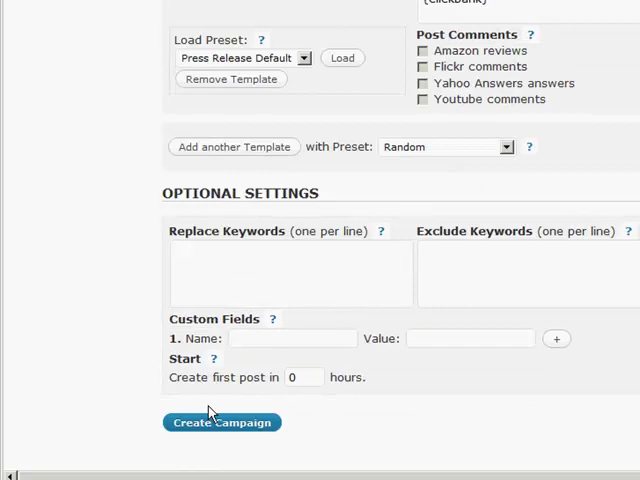 {clickbank}
Load Preset: ?
Press Release Default Load
Remove Template
Post Comments ?
Amazon reviews
Flickr comments
Yahoo Answers answers
Youtube comments
Add another Template with Preset: Random ?
OPTIONAL SETTINGS
Replace Keywords (one per line) ?
Exclude Keywords (one per line) ?
Custom Fields ?
1. Name: Value: +
Start ?
Create first post in 0 hours.
Create Campaign